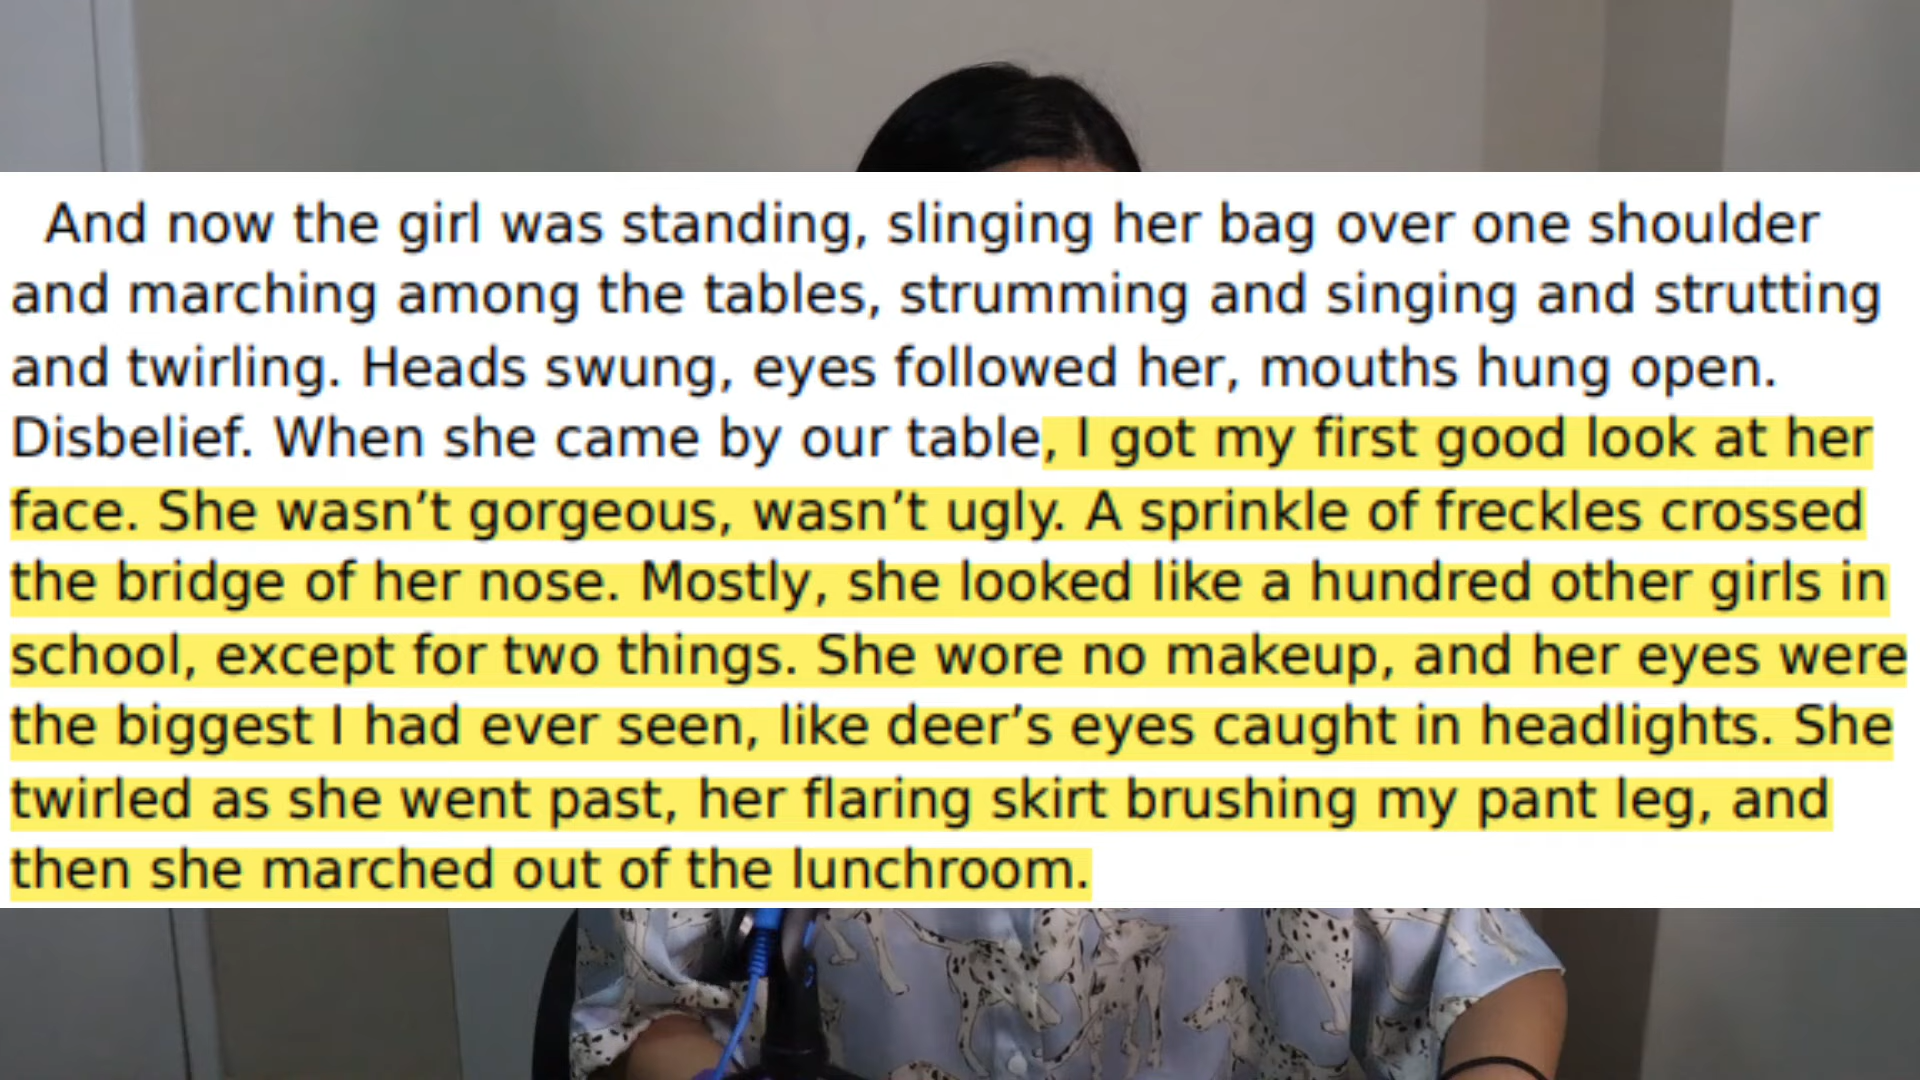 And now the girl was standing, slinging her bag over one shoulder
and marching among the tables, strumming and singing and strutting
and twirling. Heads swung, eyes followed her, mouths hung open.
Disbelief. When she came by our table, I got my first good look at her
face. She wasn’t gorgeous, wasn’t ugly. A sprinkle of freckles crossed
the bridge of her nose. Mostly, she looked like a hundred other girls in
school, except for two things. She wore no makeup, and her eyes were
the biggest I had ever seen, like deer’s eyes caught in headlights. She
twirled as she went past, her flaring skirt brushing my pant leg, and
then she marched out of the lunchroom.